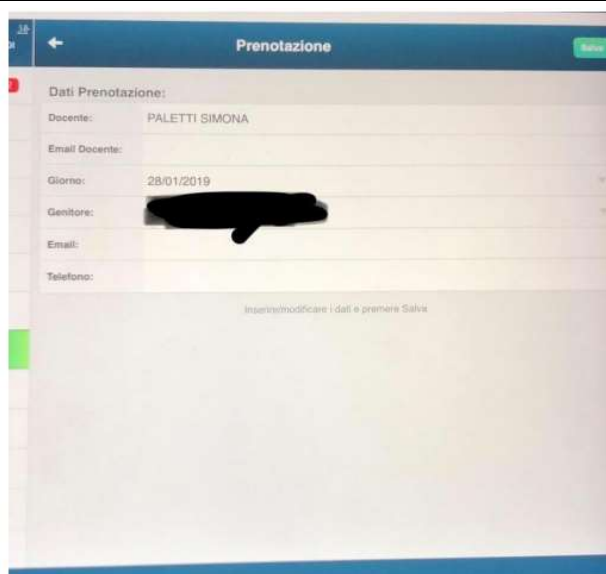 Prenotazione
Salva
Dati Prenotazione:
Docente: PALETTI SIMONA
Email Docente:
Giorno: 28/01/2019
Genitore:
Email:
Telefono:
Inserire/modificare i dati e premere Salva